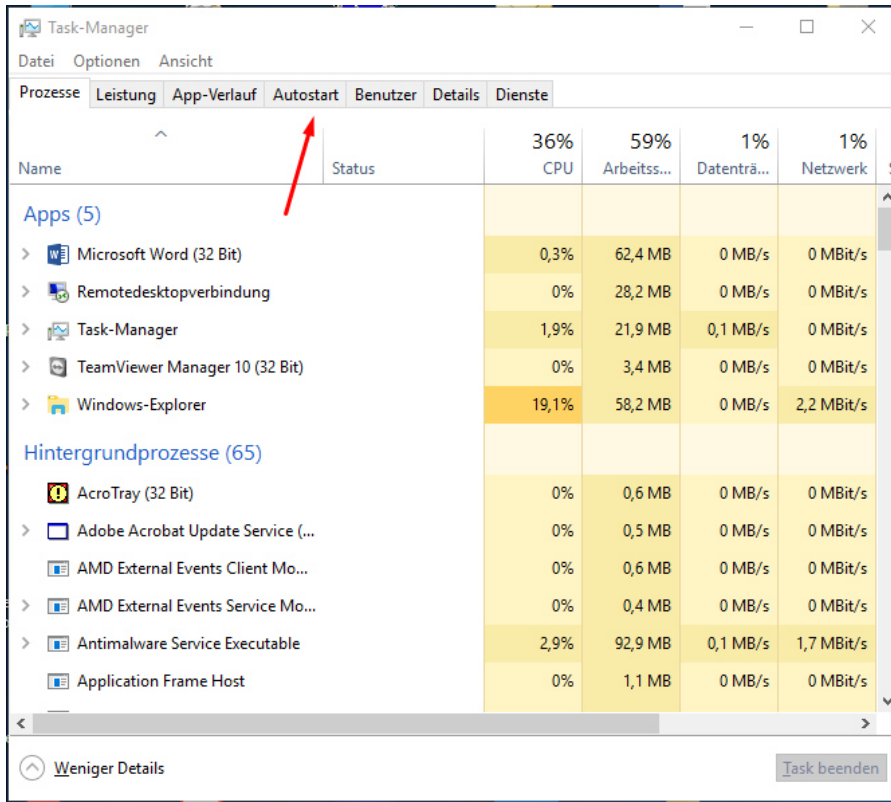 Task-Manager
Datei Optionen Ansicht
Prozesse Leistung App-Verlauf Autostart Benutzer Details Dienste
36% 59% 1% 1%
Name Status CPU Arbeitss... Datenträ... Netzwerk
Apps (5)
Microsoft Word (32 Bit) 0,3% 62,4 MB 0 MB/s 0 MBit/s
Remotedesktopverbindung 0% 28,2 MB 0 MB/s 0 MBit/s
Task-Manager 1,9% 21,9 MB 0,1 MB/s 0 MBit/s
TeamViewer Manager 10 (32 Bit) 0% 3,4 MB 0 MB/s 0 MBit/s
Windows-Explorer 19,1% 58,2 MB 0 MB/s 2,2 MBit/s
Hintergrundprozesse (65)
AcroTray (32 Bit) 0% 0,6 MB 0 MB/s 0 MBit/s
Adobe Acrobat Update Service (... 0% 0,5 MB 0 MB/s 0 MBit/s
AMD External Events Client Mo... 0% 0,6 MB 0 MB/s 0 MBit/s
AMD External Events Service Mo... 0% 0,4 MB 0 MB/s 0 MBit/s
Antimalware Service Executable 2,9% 92,9 MB 0,1 MB/s 1,7 MBit/s
Application Frame Host 0% 1,1 MB 0 MB/s 0 MBit/s
Weniger Details Task beenden